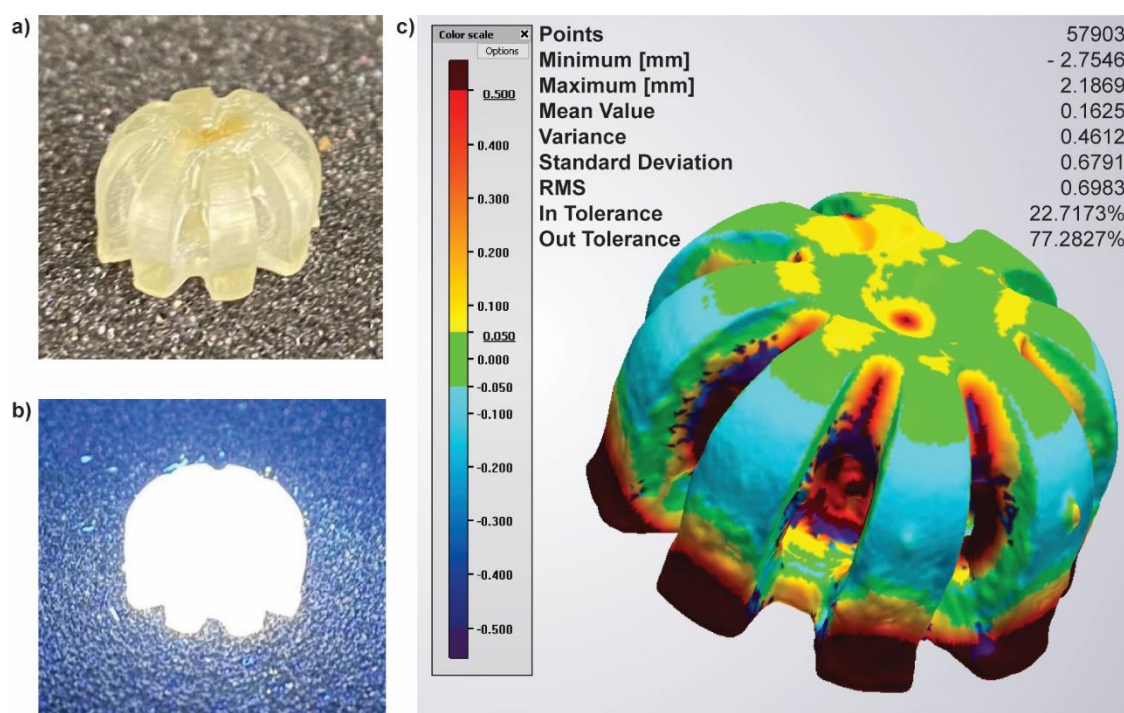 a)
b)
c)
Color scale
Options
0.500
0.400
0.300
0.200
0.100
0.050
0.000
-0.050
-0.100
-0.200
-0.300
-0.400
-0.500
Points 57903
Minimum [mm] - 2.7546
Maximum [mm] 2.1869
Mean Value 0.1625
Variance 0.4612
Standard Deviation 0.6791
RMS 0.6983
In Tolerance 22.7173%
Out Tolerance 77.2827%